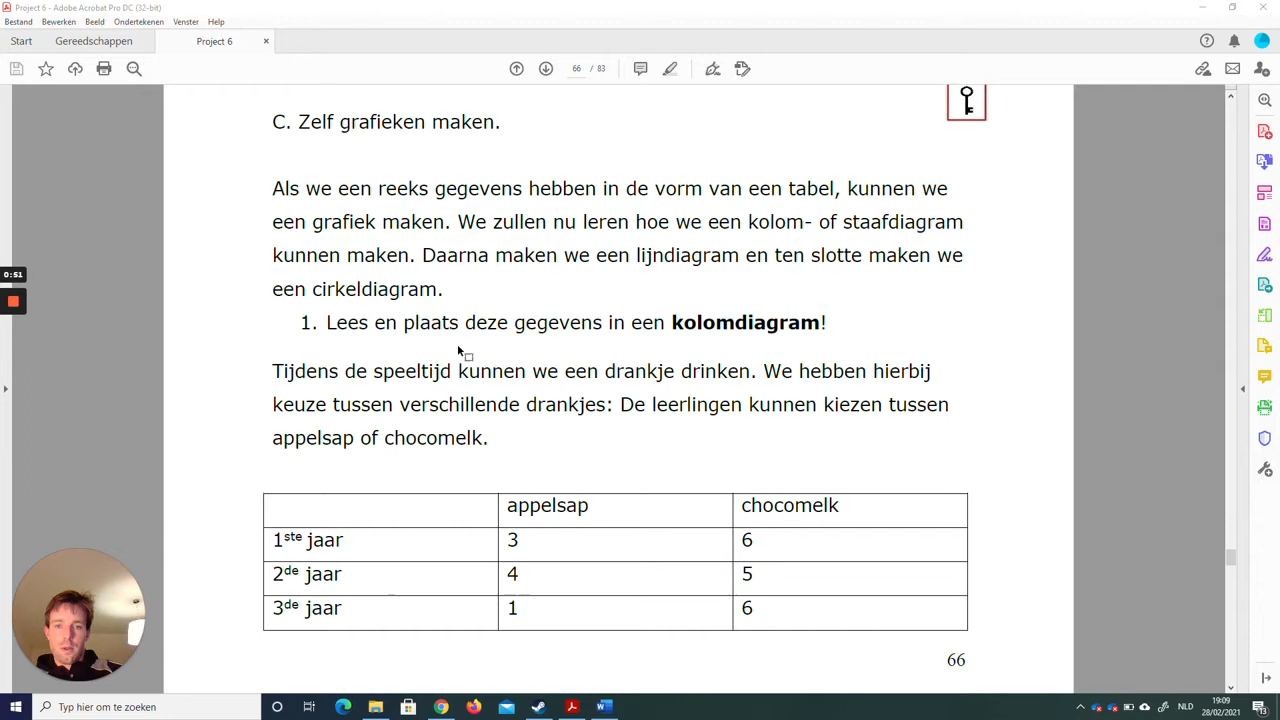 Project 6 - Adobe Acrobat Pro DC (32-bit)
Bestand Bewerken Beeld Ondertekenen Venster Help
Start Gereedschappen Project 6 ×
66 / 83
C. Zelf grafieken maken.
Als we een reeks gegevens hebben in de vorm van een tabel, kunnen we
een grafiek maken. We zullen nu leren hoe we een kolom- of staafdiagram
kunnen maken. Daarna maken we een lijndiagram en ten slotte maken we
een cirkeldiagram.
0:51
1. Lees en plaats deze gegevens in een kolomdiagram!
Tijdens de speeltijd kunnen we een drankje drinken. We hebben hierbij
keuze tussen verschillende drankjes: De leerlingen kunnen kiezen tussen
appelsap of chocomelk.
appelsap chocomelk
1ste jaar 3 6
2de jaar 4 5
3de jaar 1 6
66
Typ hier om te zoeken
NLD
19:09
28/02/2021
13